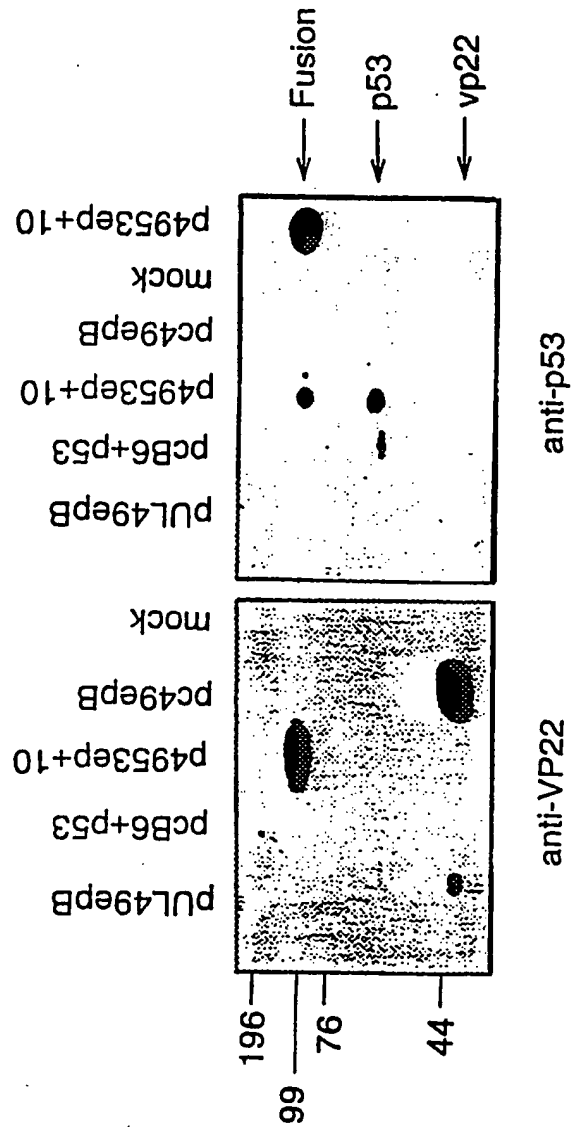 pUL49epB
pcB6+p53
p4953ep+10
pc49epB
mock
pUL49epB
pcB6+p53
p4953ep+10
pc49epB
mock
p4953ep+10
196
99
76
44
Fusion
p53
vp22
anti-VP22
anti-p53